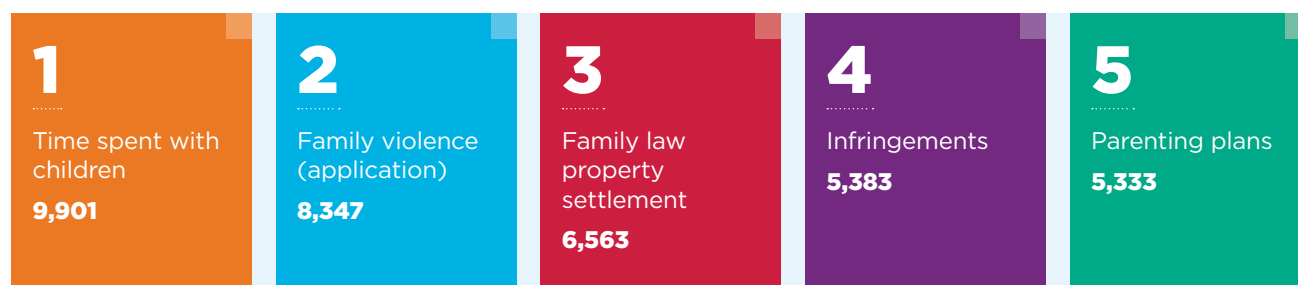 1
Time spent with
children
9,901
2
Family violence
(application)
8,347
3
Family law
property
settlement
6,563
4
Infringements
5,383
5
Parenting plans
5,333